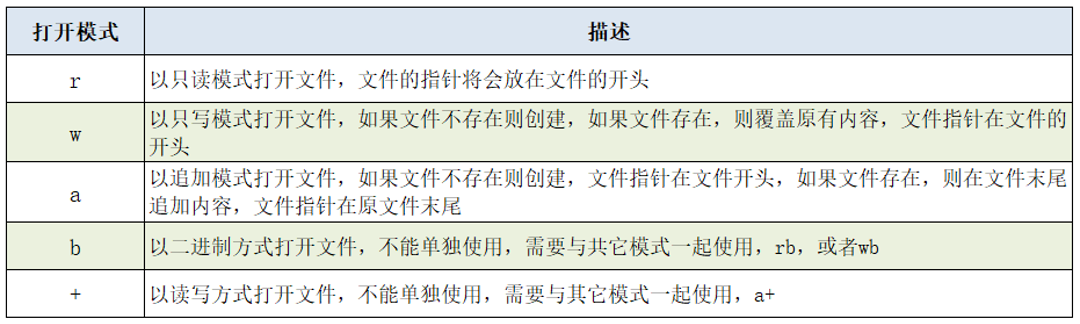 打开模式 描述
r 以只读模式打开文件，文件的指针将会放在文件的开头
w 以只写模式打开文件，如果文件不存在则创建，如果文件存在，则覆盖原有内容，文件指针在文件的
开头
a 以追加模式打开文件，如果文件不存在则创建，文件指针在文件开头，如果文件存在，则在文件末尾
追加内容，文件指针在原文件末尾
b 以二进制方式打开文件，不能单独使用，需要与共它模式一起使用，rb，或者wb
+ 以读写方式打开文件，不能单独使用，需要与其它模式一起使用，a+